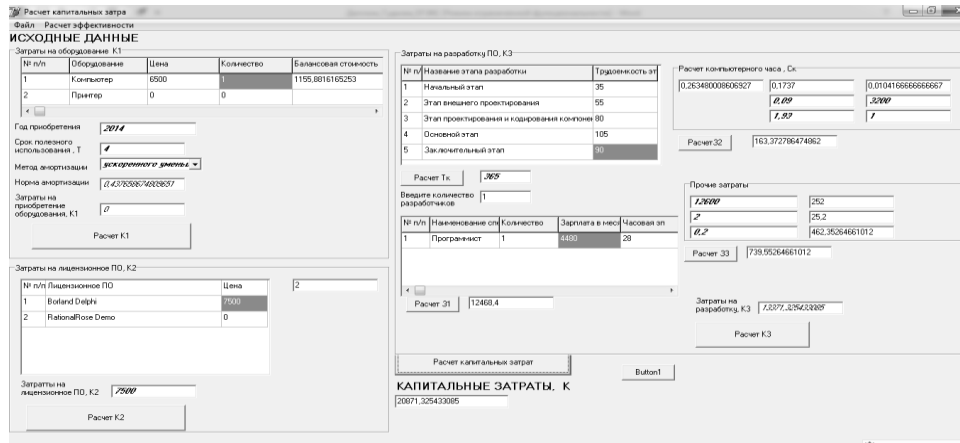 Расчет капитальных затра
Файл Расчет эффективности
ИСХОДНЫЕ ДАННЫЕ
Затраты на оборудование К1
№ п/п Оборудование Цена Количество Балансовая стоимость
1 Компьютер 6500 1 1155,8816165253
2 Принтер 0 0
Год приобретения 2014
Срок полезного использования , Т 4
Метод амортизации ускоренного уменьш
Норма амортизации
Затраты на приобретение оборудования, К1 0
Расчет К1
Затраты на лицензионное ПО, К2
№ п/п Лицензионное ПО Цена
1 Borland Delphi 7500
2 RationalRose Demo 0
2
Затратты на лицензионное ПО, К2 7500
Расчет К2
Затраты на разработку ПО, К3
№ п/ Название этапа разработки Трудоемкость эт
1 Начальный этап 35
2 Этап внешнего проектирования 55
3 Этап проектирования и кодирования компонен 80
4 Основной этап 105
5 Заключительный этап 90
Расчет Тк 365
Введите количество разработчиков 1
№ п/п Наименование спе Количество Зарплата в меся Часовая зп
1 Программист 1 4480 28
Расчет З1 12468,4
Расчет компьютерного часа , Ск
0,263480008606927 0,1737 0,0104166666666667
0,09 3200
1,93 1
Расчет З2 163,372786474862
Прочие затраты
12600 252
2 25,2
0,2 462,35264661012
Расчет З3 739,55264661012
Затраты на разработку, К3 13371,325433085
Расчет К3
Расчет капитальных затрат
Button1
КАПИТАЛЬНЫЕ ЗАТРАТЫ, К
20871,325433085